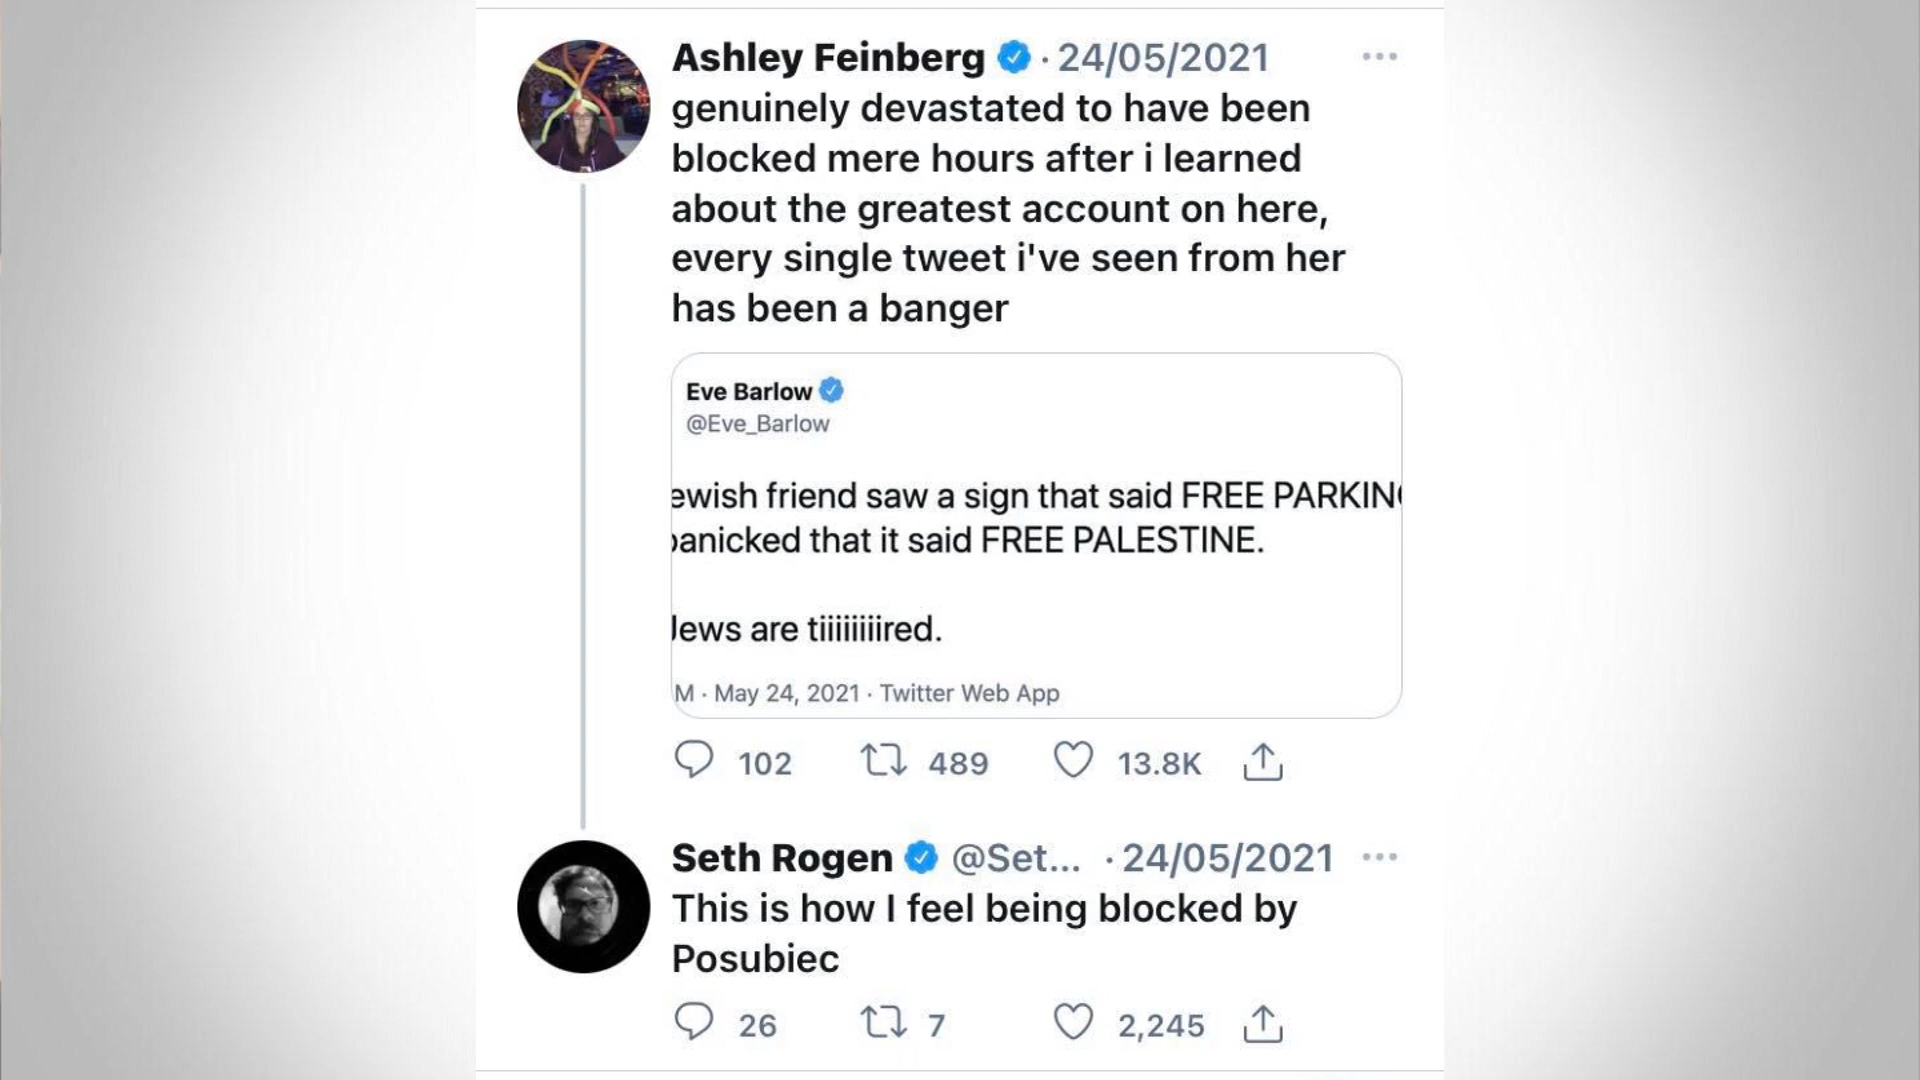 Ashley Feinberg · 24/05/2021
genuinely devastated to have been
blocked mere hours after i learned
about the greatest account on here,
every single tweet i've seen from her
has been a banger
Eve Barlow
@Eve_Barlow
ewish friend saw a sign that said FREE PARKIN
panicked that it said FREE PALESTINE.
Jews are tiiiiiiiired.
M · May 24, 2021 · Twitter Web App
102 489 13.8K
Seth Rogen @Set... · 24/05/2021
This is how I feel being blocked by
Posubiec
26 7 2,245